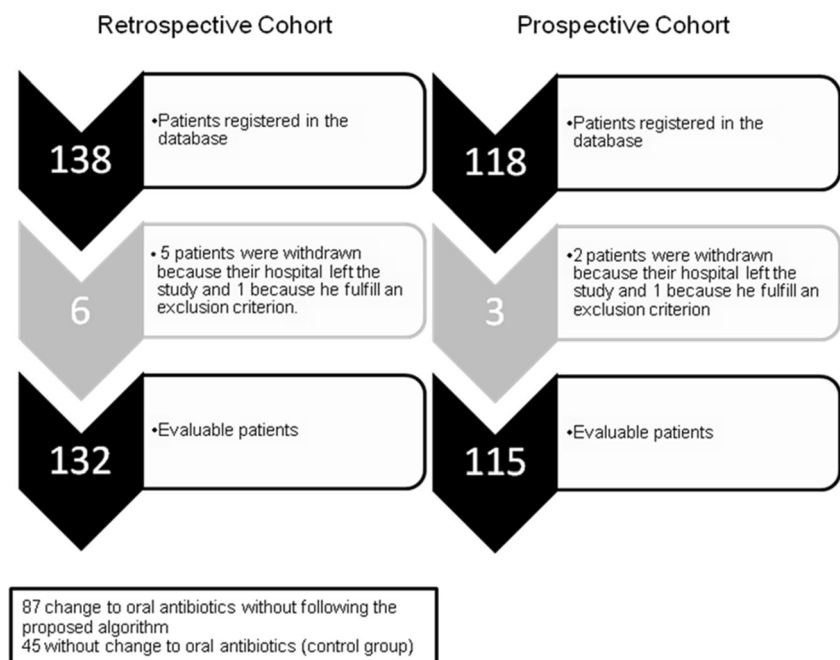 Retrospective Cohort
138
•Patients registered in the
database
6
• 5 patients were withdrawn
because their hospital left the
study and 1 because he fulfill an
exclusion criterion.
132
•Evaluable patients
87 change to oral antibiotics without following the
proposed algorithm
45 without change to oral antibiotics (control group)
Prospective Cohort
118
•Patients registered in the
database
3
•2 patients were withdrawn
because their hospital left the
study and 1 because he fulfill an
exclusion criterion
115
•Evaluable patients